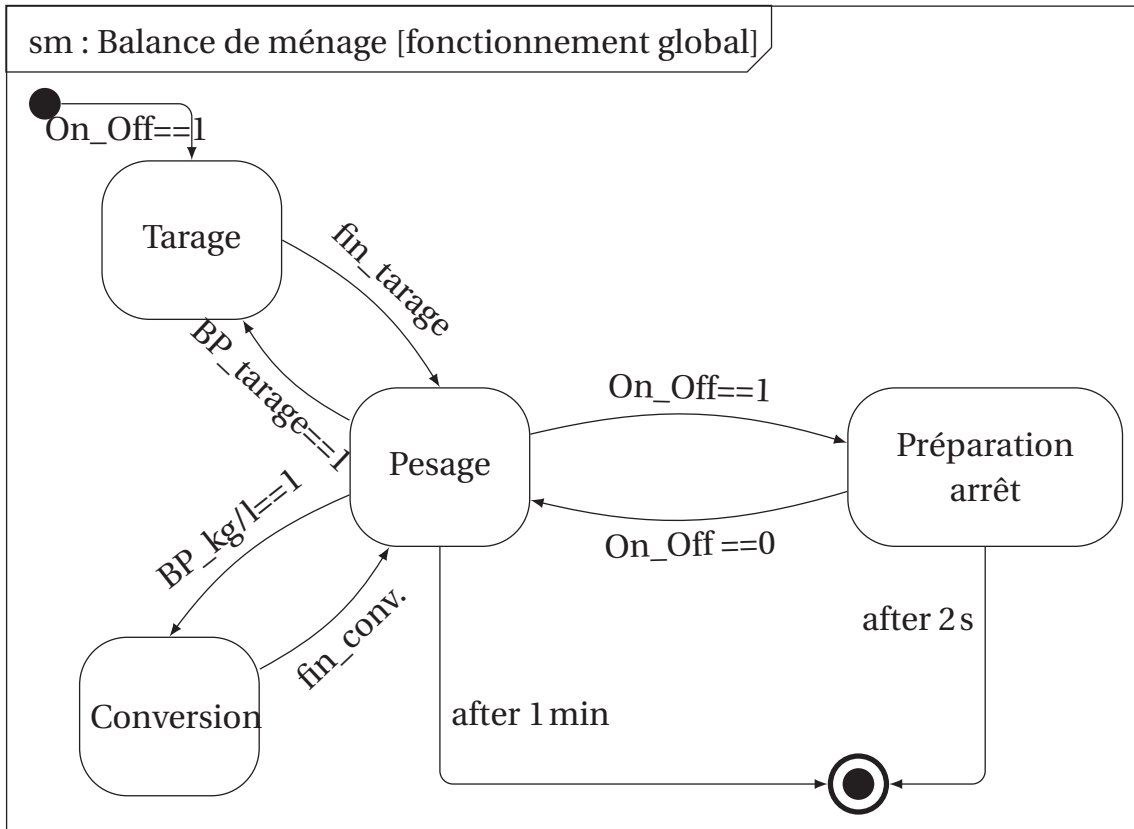 sm : Balance de ménage [fonctionnement global]
On_Off==1
Tarage
fin_tarage
BP_tarage==1
On_Off==1
Pesage
Préparation
arrêt
On_Off ==0
BP_kg/l==1
fin_conv.
after 2 s
Conversion
after 1 min